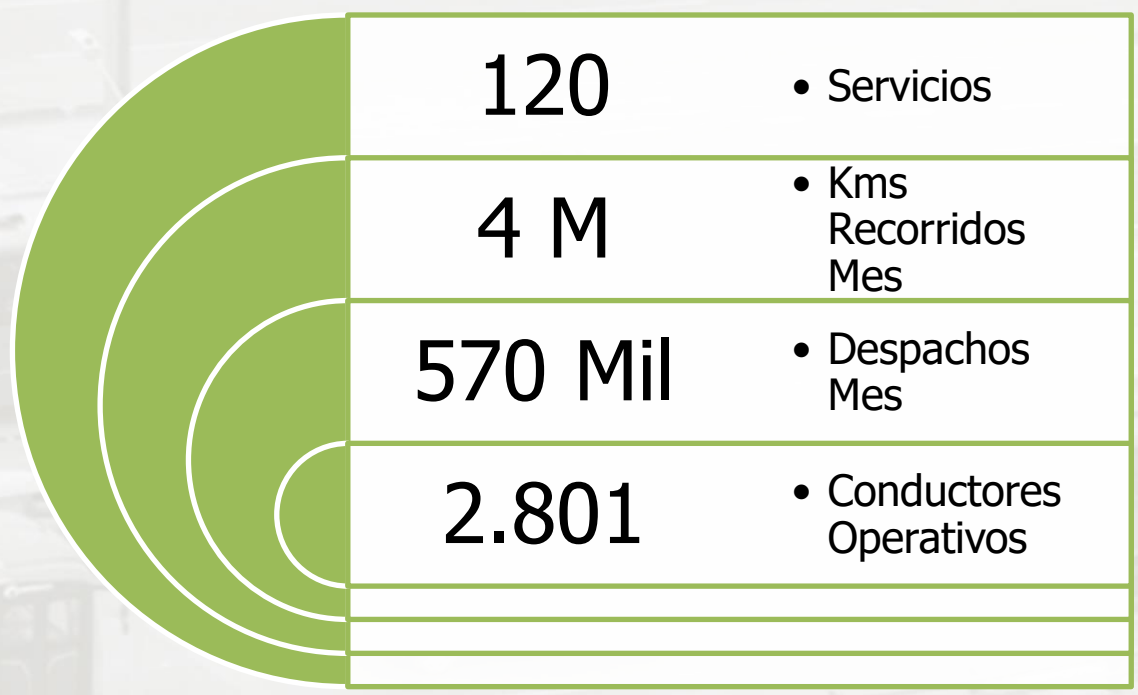 120
• Servicios
4 M
• Kms
Recorridos
Mes
570 Mil
• Despachos
Mes
2.801
• Conductores
Operativos